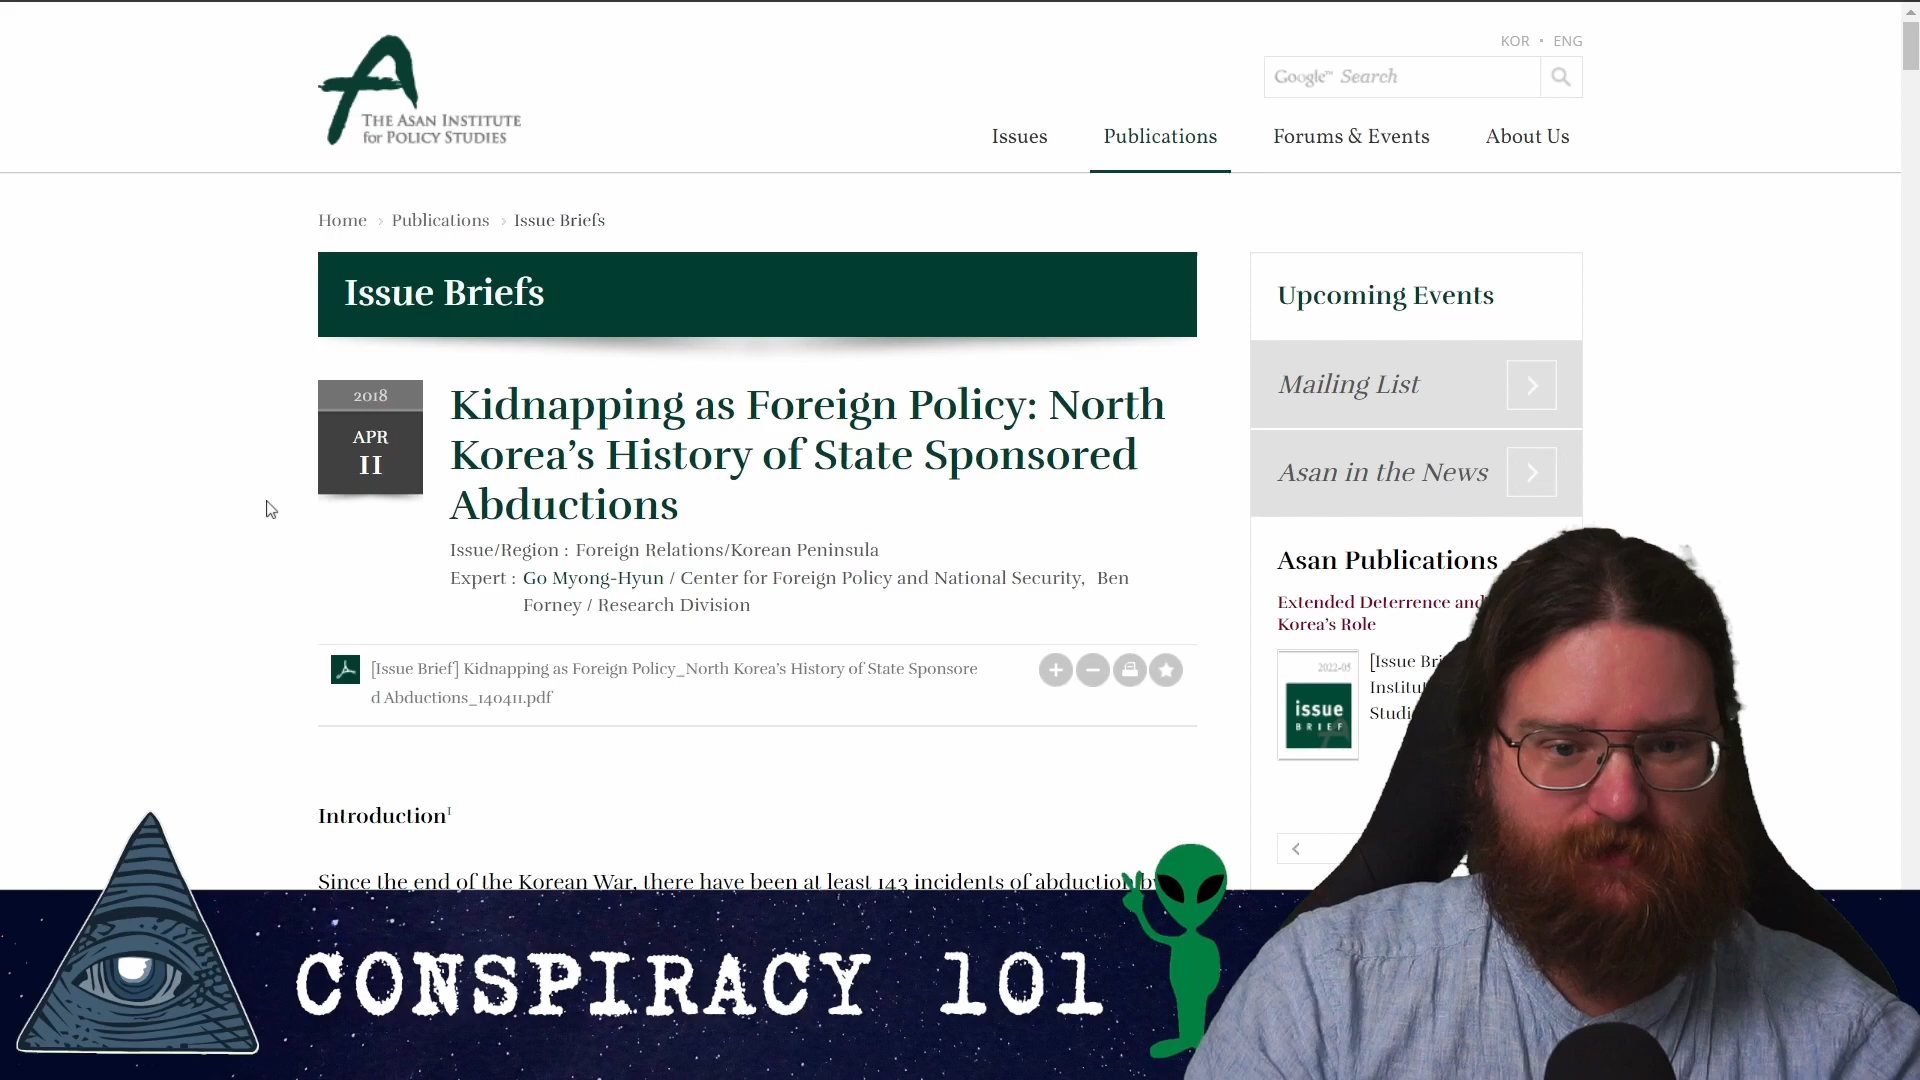 KOR • ENG
THE ASAN INSTITUTE
for POLICY STUDIES
Google™ Search
Issues
Publications
Forums & Events
About Us
Home › Publications › Issue Briefs
Issue Briefs
2018
APR
11
Kidnapping as Foreign Policy: North
Korea’s History of State Sponsored
Abductions
Issue/Region : Foreign Relations/Korean Peninsula
Expert : Go Myong-Hyun / Center for Foreign Policy and National Security, Ben
Forney / Research Division
[Issue Brief] Kidnapping as Foreign Policy_North Korea’s History of State Sponsore
d Abductions_140411.pdf
Introduction1
Since the end of the Korean War, there have been at least 143 incidents of abduction
Upcoming Events
Mailing List
Asan in the News
Asan Publications
Extended Deterrence and
Korea’s Role
2022-05
issue
BRIEF
[Issue
CONSPIRACY 101